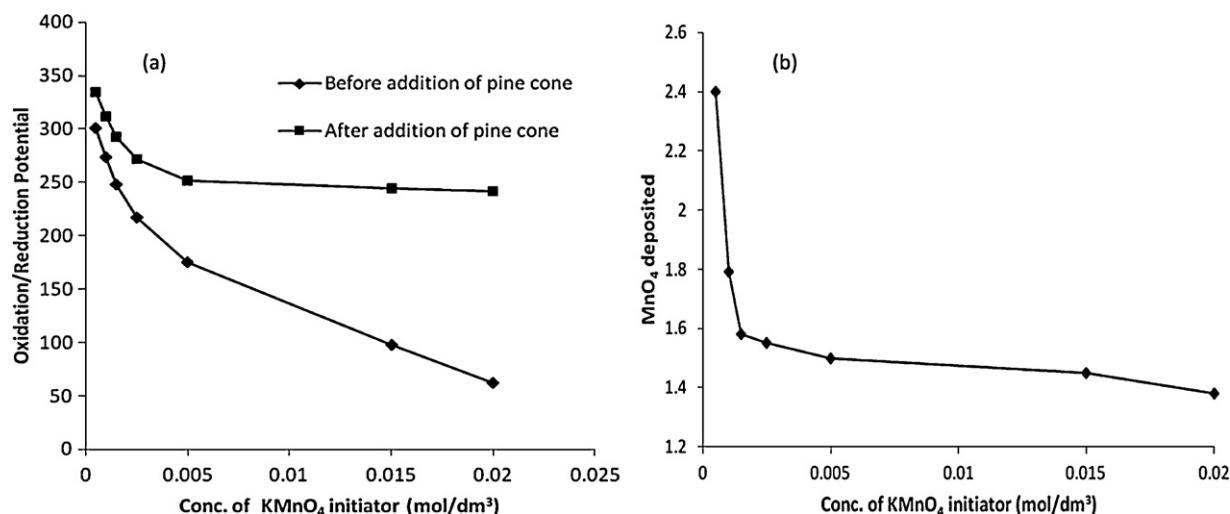 (a)
Before addition of pine cone
After addition of pine cone
Oxidation/Reduction Potential
400
350
300
250
200
150
100
50
0
0 0.005 0.01 0.015 0.02 0.025
Conc. of KMnO₄ initiator (mol/dm³)
(b)
MnO₄ deposited
2.6
2.4
2.2
2
1.8
1.6
1.4
1.2
0 0.005 0.01 0.015 0.02
Conc. of KMnO₄ initiator (mol/dm³)